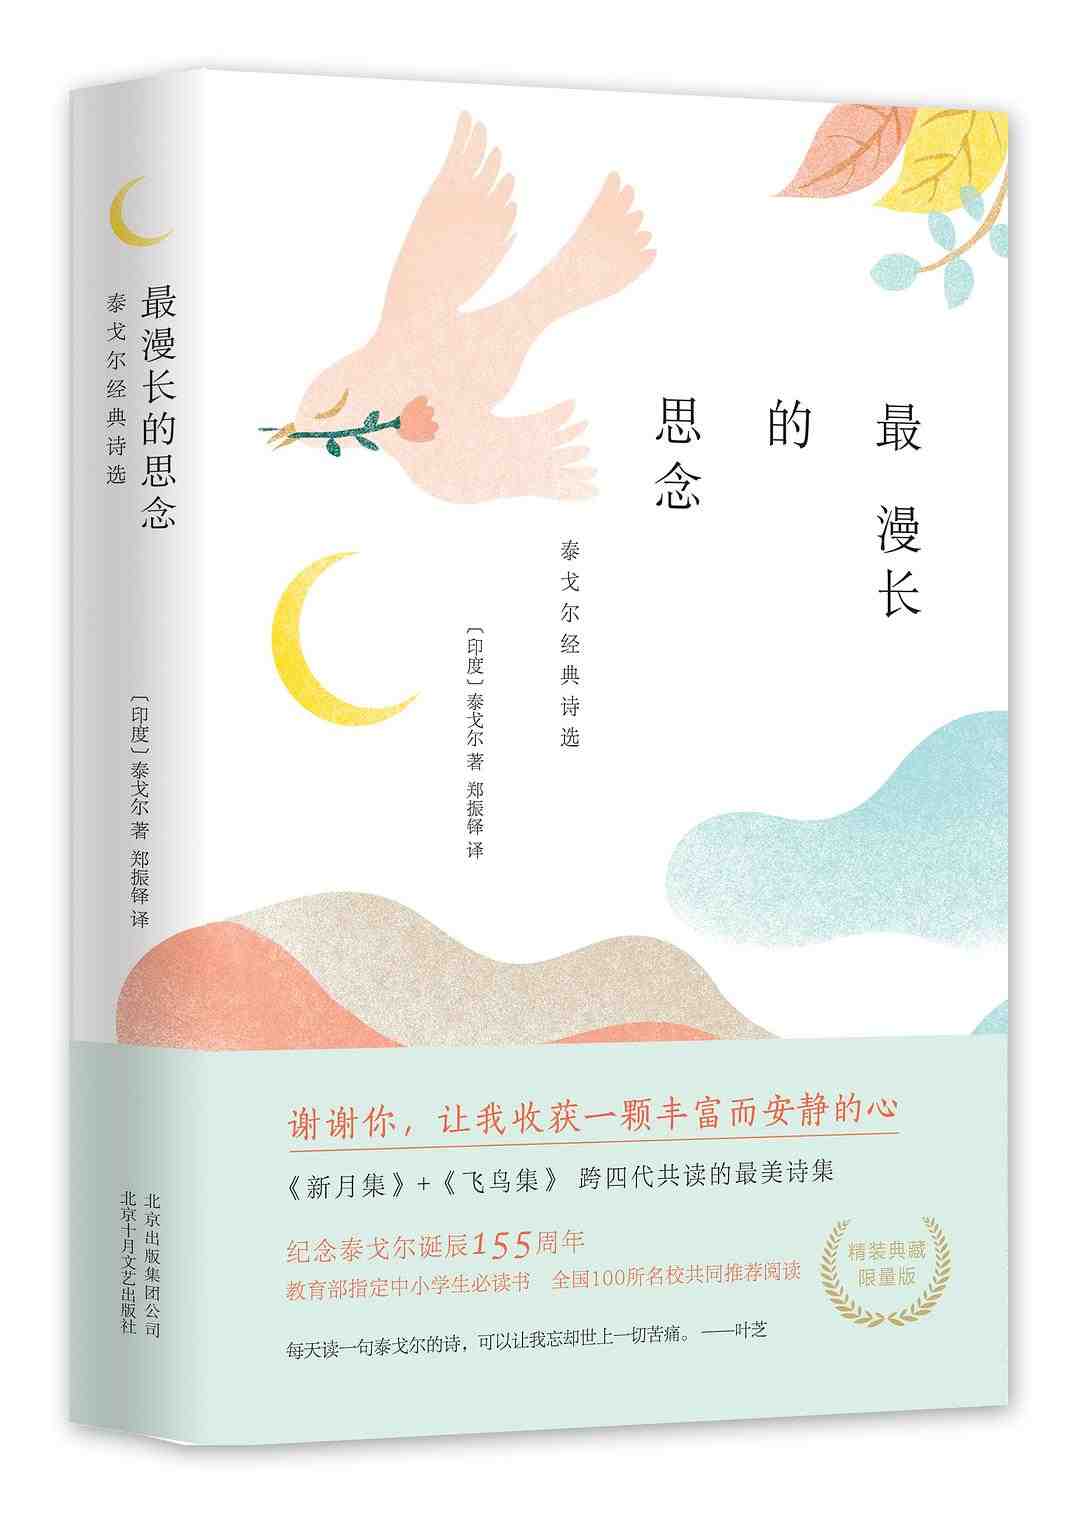 最漫长的思念
泰戈尔经典诗选
〔印度〕泰戈尔 著 郑振铎 译
北京出版集团公司
北京十月文艺出版社
最漫长
的
思念
泰戈尔经典诗选
〔印度〕泰戈尔 著 郑振铎 译
谢谢你，让我收获一颗丰富而安静的心
《新月集》+《飞鸟集》 跨四代共读的最美诗集
纪念泰戈尔诞辰155周年
教育部指定中小学生必读书 全国100所名校共同推荐阅读
精装典藏
限量版
每天读一句泰戈尔的诗，可以让我忘却世上一切苦痛。——叶芝